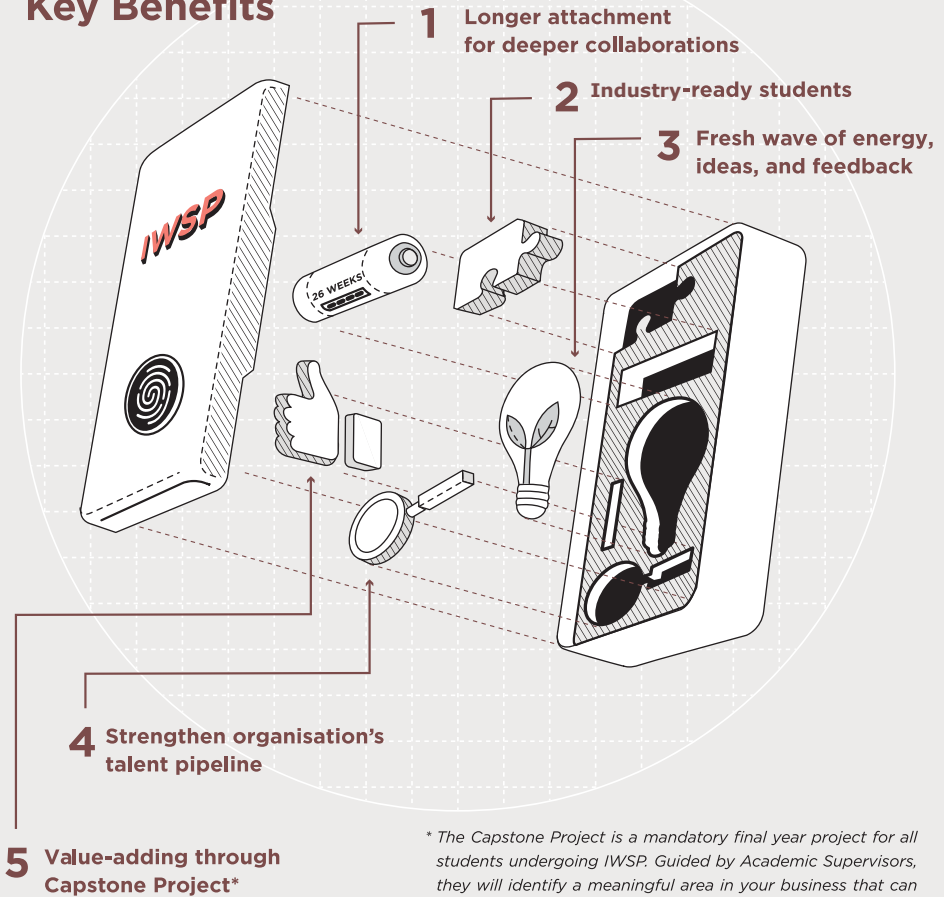 Key Benefits
1 Longer attachment
for deeper collaborations
2 Industry-ready students
3 Fresh wave of energy,
ideas, and feedback
IWSP
26 WEEKS
4 Strengthen organisation's
talent pipeline
5 Value-adding through
Capstone Project*
* The Capstone Project is a mandatory final year project for all
students undergoing IWSP. Guided by Academic Supervisors,
they will identify a meaningful area in your business that can